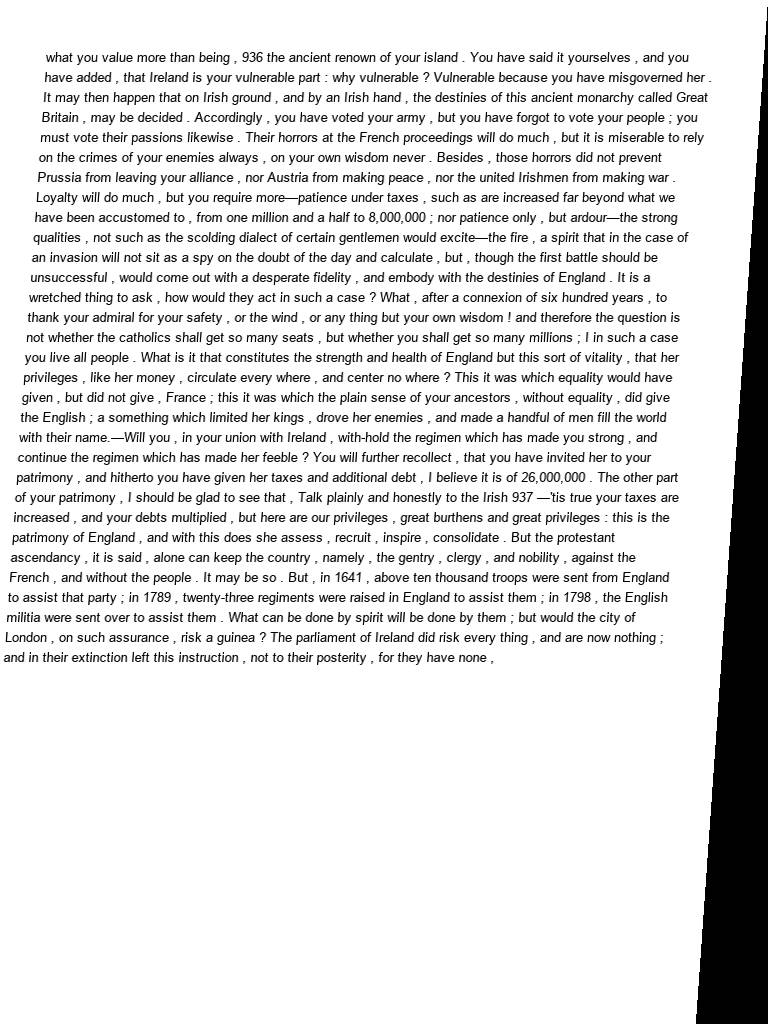 what you value more than being , 936 the ancient renown of your island . You have said it yourselves , and you
have added , that Ireland is your vulnerable part : why vulnerable ? Vulnerable because you have misgoverned her .
It may then happen that on Irish ground , and by an Irish hand , the destinies of this ancient monarchy called Great
Britain , may be decided . Accordingly , you have voted your army , but you have forgot to vote your people ; you
must vote their passions likewise . Their horrors at the French proceedings will do much , but it is miserable to rely
on the crimes of your enemies always , on your own wisdom never . Besides , those horrors did not prevent
Prussia from leaving your alliance , nor Austria from making peace , nor the united Irishmen from making war .
Loyalty will do much , but you require more—patience under taxes , such as are increased far beyond what we
have been accustomed to , from one million and a half to 8,000,000 ; nor patience only , but ardour—the strong
qualities , not such as the scolding dialect of certain gentlemen would excite—the fire , a spirit that in the case of
an invasion will not sit as a spy on the doubt of the day and calculate , but , though the first battle should be
unsuccessful , would come out with a desperate fidelity , and embody with the destinies of England . It is a
wretched thing to ask , how would they act in such a case ? What , after a connexion of six hundred years , to
thank your admiral for your safety , or the wind , or any thing but your own wisdom ! and therefore the question is
not whether the catholics shall get so many seats , but whether you shall get so many millions ; I in such a case
you live all people . What is it that constitutes the strength and health of England but this sort of vitality , that her
privileges , like her money , circulate every where , and center no where ? This it was which equality would have
given , but did not give , France ; this it was which the plain sense of your ancestors , without equality , did give
the English ; a something which limited her kings , drove her enemies , and made a handful of men fill the world
with their name.—Will you , in your union with Ireland , with-hold the regimen which has made you strong , and
continue the regimen which has made her feeble ? You will further recollect , that you have invited her to your
patrimony , and hitherto you have given her taxes and additional debt , I believe it is of 26,000,000 . The other part
of your patrimony , I should be glad to see that , Talk plainly and honestly to the Irish 937 —'tis true your taxes are
increased , and your debts multiplied , but here are our privileges , great burthens and great privileges : this is the
patrimony of England , and with this does she assess , recruit , inspire , consolidate . But the protestant
ascendancy , it is said , alone can keep the country , namely , the gentry , clergy , and nobility , against the
French , and without the people . It may be so . But , in 1641 , above ten thousand troops were sent from England
to assist that party ; in 1789 , twenty-three regiments were raised in England to assist them ; in 1798 , the English
militia were sent over to assist them . What can be done by spirit will be done by them ; but would the city of
London , on such assurance , risk a guinea ? The parliament of Ireland did risk every thing , and are now nothing ;
and in their extinction left this instruction , not to their posterity , for they have none ,